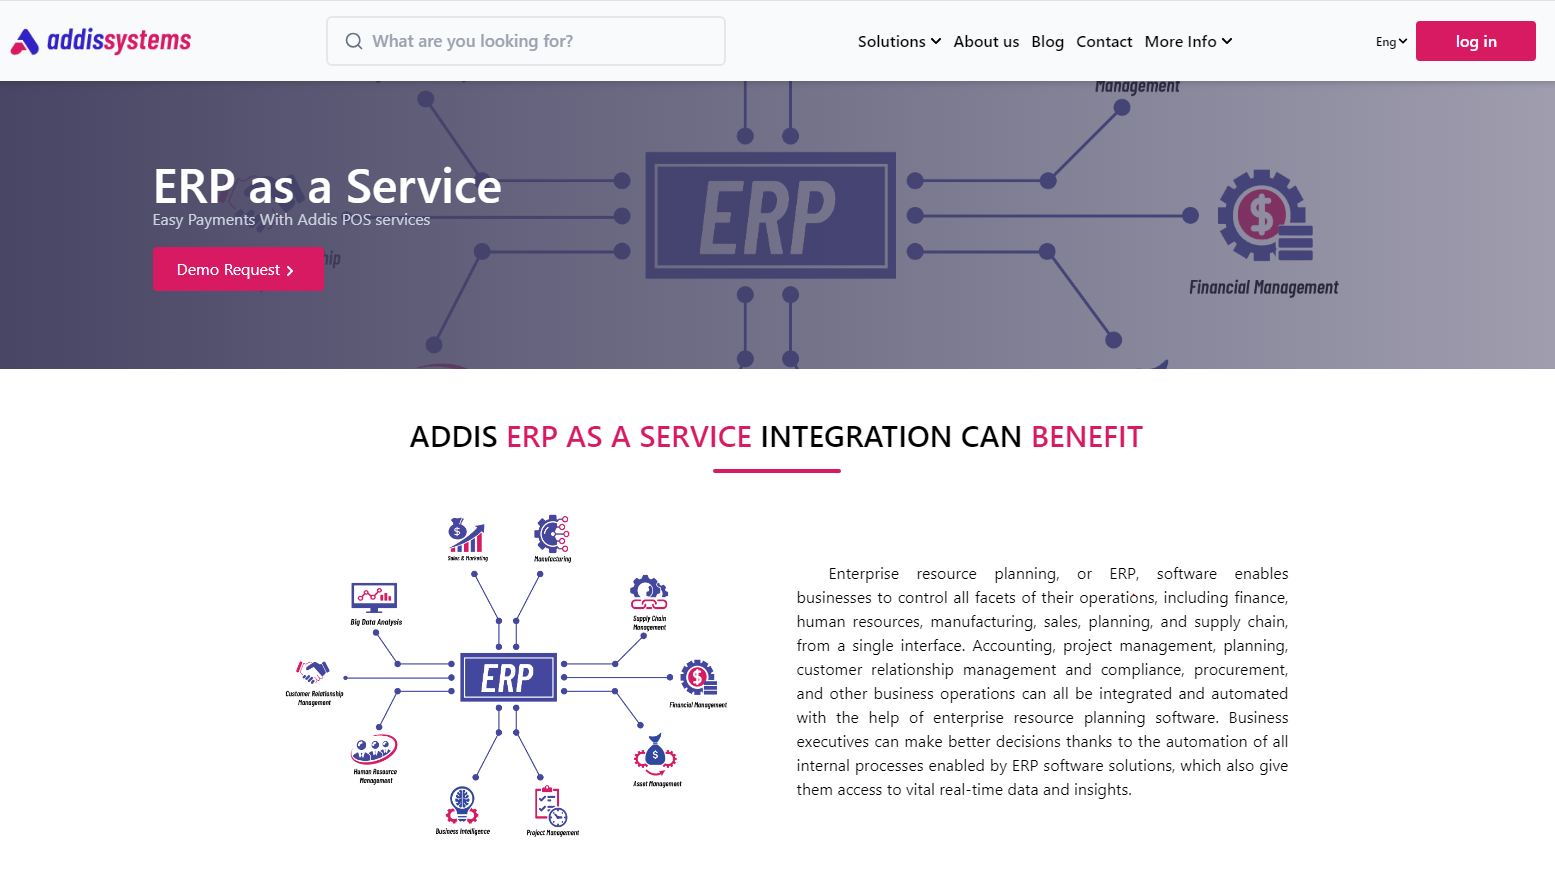 addissystems
What are you looking for?
Solutions About us Blog Contact More Info
Eng
log in
Management
ERP as a Service
Easy Payments With Addis POS services
Demo Request
ERP
Financial Management
ADDIS ERP AS A SERVICE INTEGRATION CAN BENEFIT
Sales & Marketing
Manufacturing
Big Data Analysis
Supply Chain
Management
Customer Relationship
Management
ERP
Financial Management
Human Resource
Management
Asset Management
Business Intelligence
Project Management
Enterprise resource planning, or ERP, software enables
businesses to control all facets of their operations, including finance,
human resources, manufacturing, sales, planning, and supply chain,
from a single interface. Accounting, project management, planning,
customer relationship management and compliance, procurement,
and other business operations can all be integrated and automated
with the help of enterprise resource planning software. Business
executives can make better decisions thanks to the automation of all
internal processes enabled by ERP software solutions, which also give
them access to vital real-time data and insights.